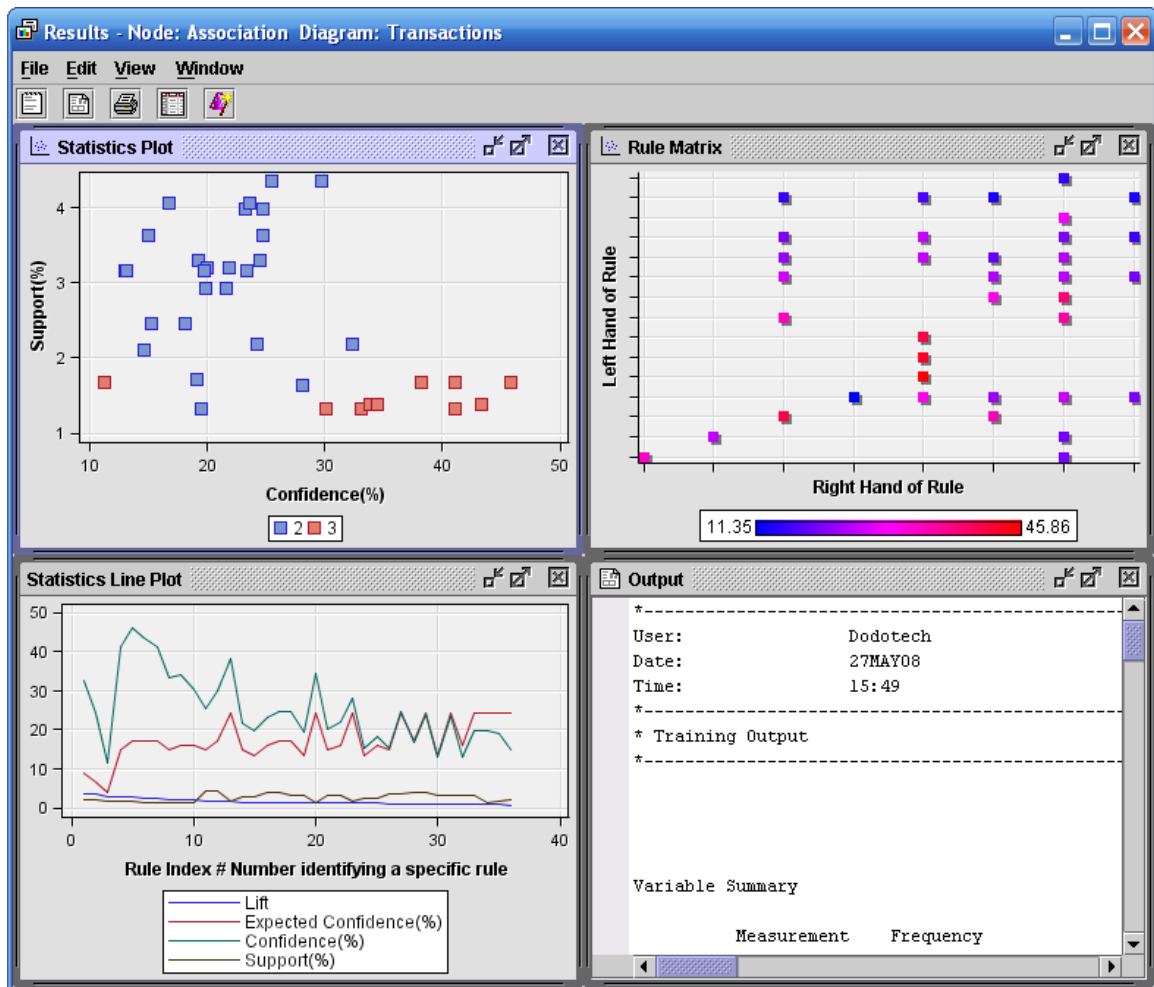 Results - Node: Association Diagram: Transactions
File Edit View Window
Statistics Plot
Support(%)
4
3
2
1
10 20 30 40 50
Confidence(%)
2 3
Rule Matrix
Left Hand of Rule
Right Hand of Rule
11.35 45.86
Statistics Line Plot
50
40
30
20
10
0
0 10 20 30 40
Rule Index # Number identifying a specific rule
Lift
Expected Confidence(%)
Confidence(%)
Support(%)
Output
*-----------------------------------------------------
User: Dodotech
Date: 27MAY08
Time: 15:49
*-----------------------------------------------------
* Training Output
*-----------------------------------------------------
Variable Summary
Measurement Frequency